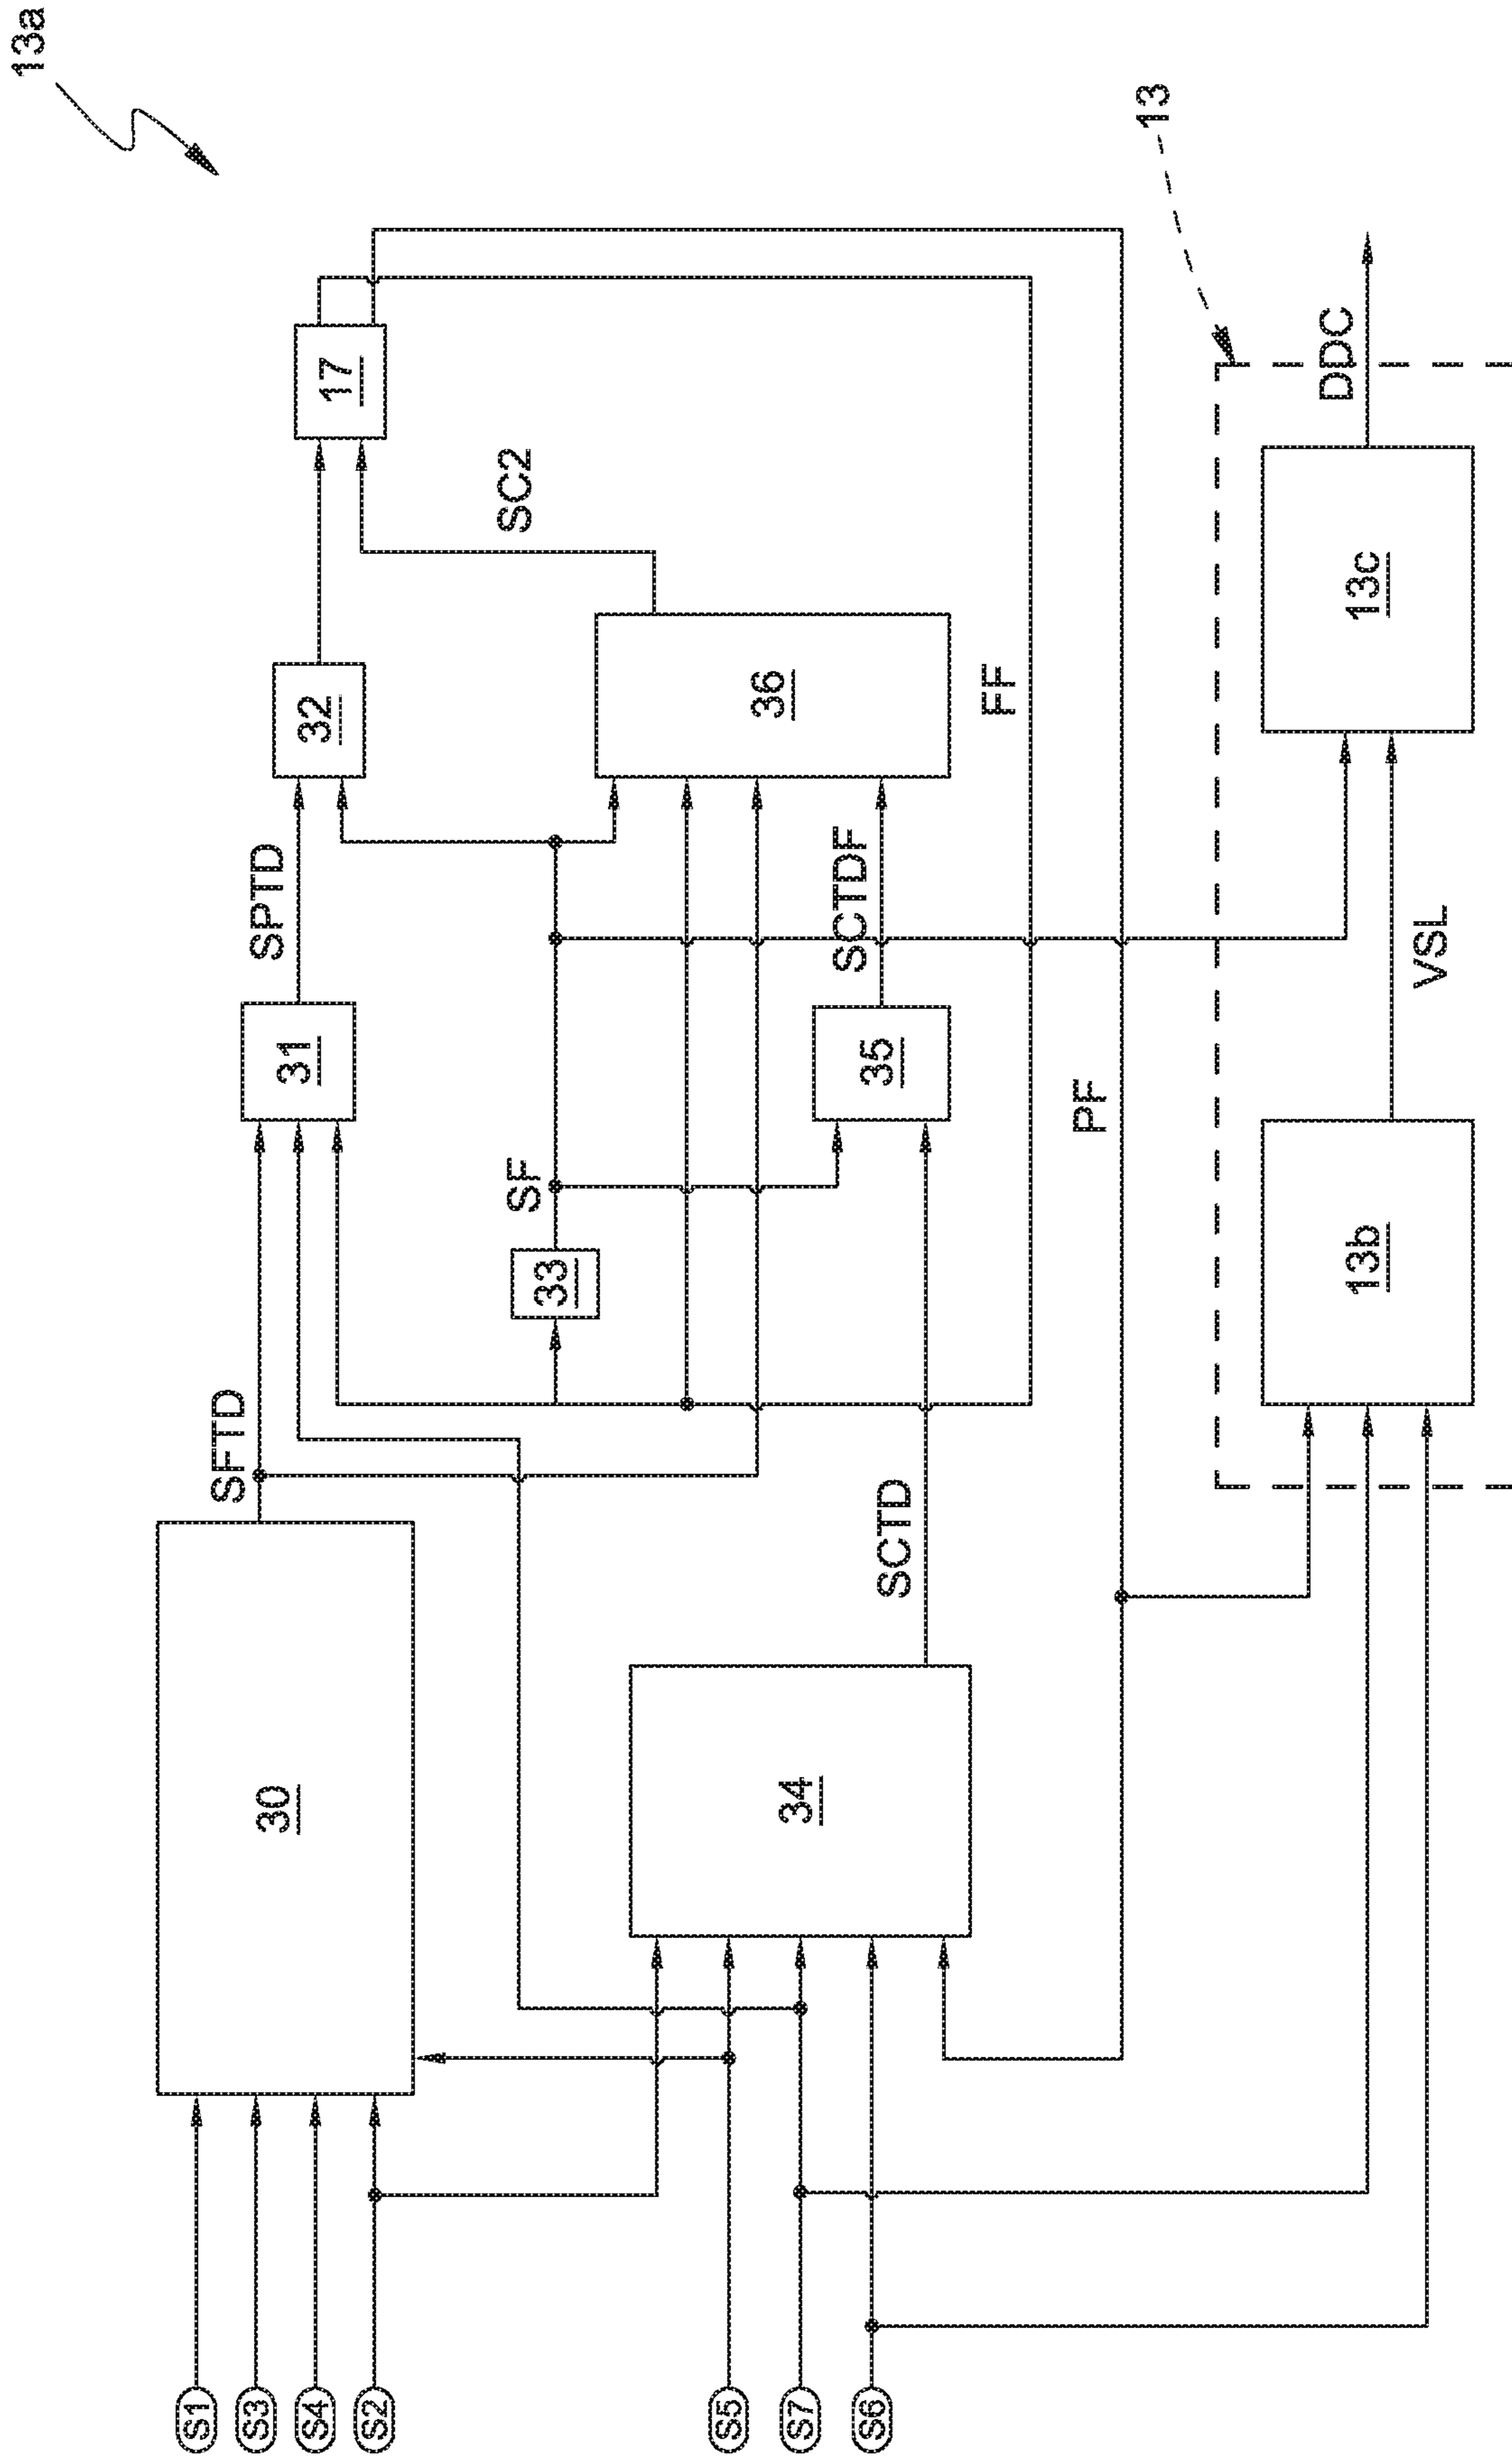 13a
S1
S3
S4
S2
S5
S7
S6
30
SFTD
31
SPTD
32
17
33
SF
34
SCTD
35
SCTDF
36
SC2
FF
PF
13
13b
VSL
13c
DDC